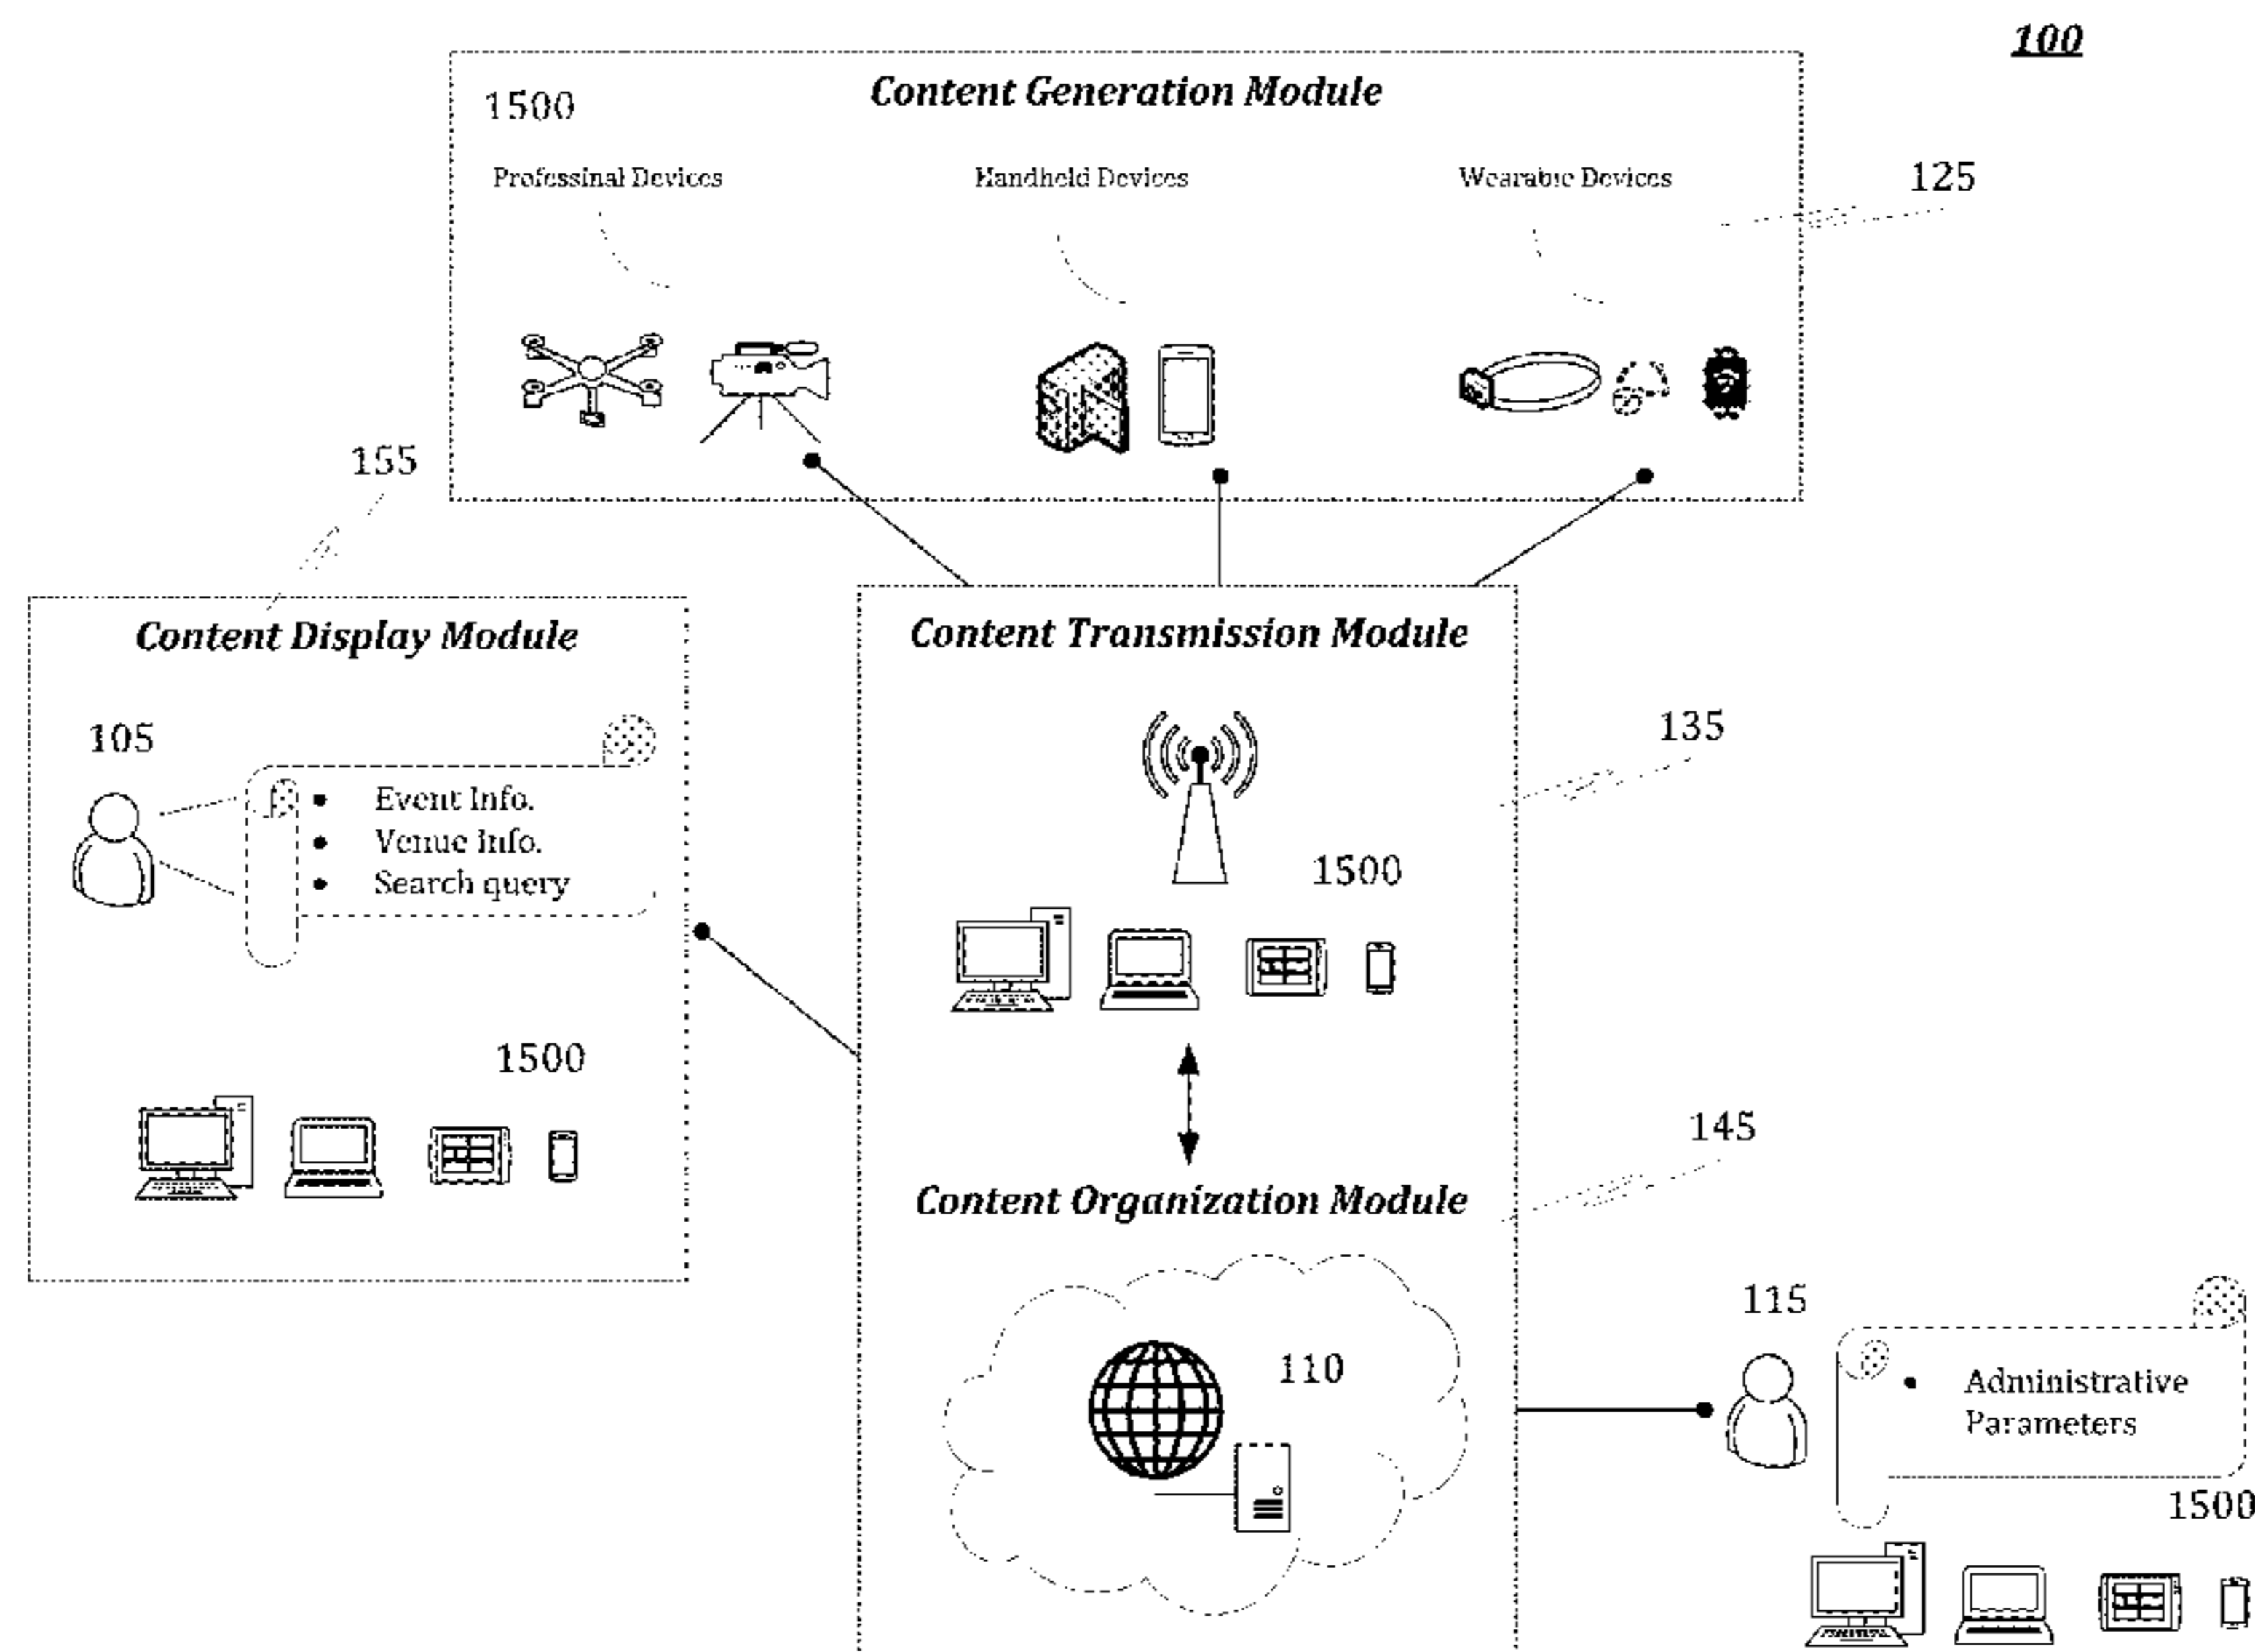 100
1500
Content Generation Module
Professinal Devices
Handheld Devices
Wearable Devices
125
155
Content Display Module
105
• Event Info.
• Venue Info.
• Search query
1500
Content Transmission Module
135
1500
145
Content Organization Module
110
115
• Administrative
Parameters
1500